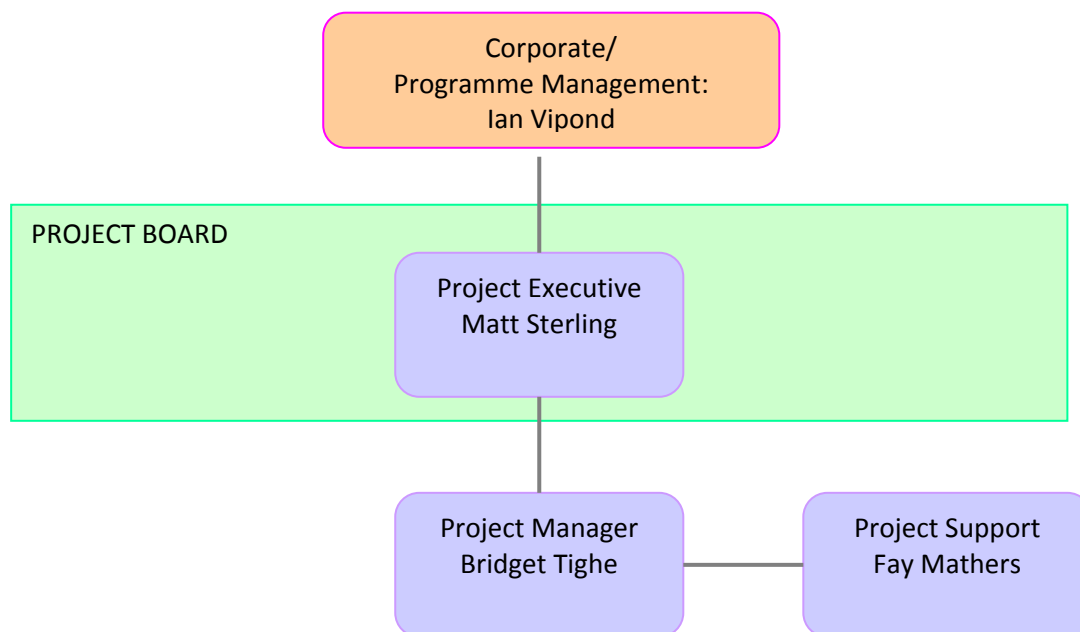 Corporate/
Programme Management:
Ian Vipond
PROJECT BOARD
Project Executive
Matt Sterling
Project Manager
Bridget Tighe
Project Support
Fay Mathers